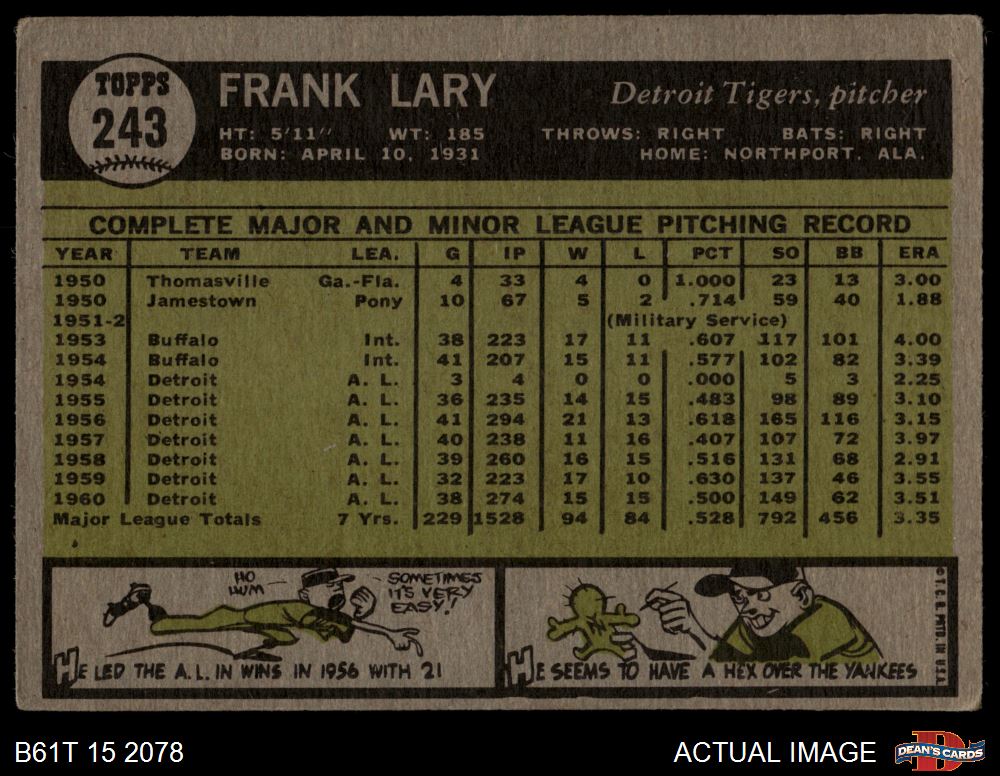 TOPPS
243
FRANK LARY
Detroit Tigers, pitcher
HT: 5'11" WT: 185 THROWS: RIGHT BATS: RIGHT
BORN: APRIL 10, 1931 HOME: NORTHPORT, ALA.
COMPLETE MAJOR AND MINOR LEAGUE PITCHING RECORD
YEAR TEAM LEA. G IP W L PCT SO BB ERA
1950 Thomasville Ga.-Fla. 4 33 4 0 1.000 23 13 3.00
1950 Jamestown Pony 10 67 5 2 .714 59 40 1.88
1951-2 (Military Service)
1953 Buffalo Int. 38 223 17 11 .607 117 101 4.00
1954 Buffalo Int. 41 207 15 11 .577 102 82 3.39
1954 Detroit A. L. 3 4 0 0 .000 5 3 2.25
1955 Detroit A. L. 36 235 14 15 .483 98 89 3.10
1956 Detroit A. L. 41 294 21 13 .618 165 116 3.15
1957 Detroit A. L. 40 238 11 16 .407 107 72 3.97
1958 Detroit A. L. 39 260 16 15 .516 131 68 2.91
1959 Detroit A. L. 32 223 17 10 .630 137 46 3.55
1960 Detroit A. L. 38 274 15 15 .500 149 62 3.51
Major League Totals 7 Yrs. 229 1528 94 84 .528 792 456 3.35
HO
HUM
SOMETIMES
IT'S VERY
EASY!
HE LED THE A.L. IN WINS IN 1956 WITH 21
HE SEEMS TO HAVE A HEX OVER THE YANKEES
© T. C. G. PRTD. IN U.S.A.
B61T 15 2078
ACTUAL IMAGE
DEAN'S CARDS